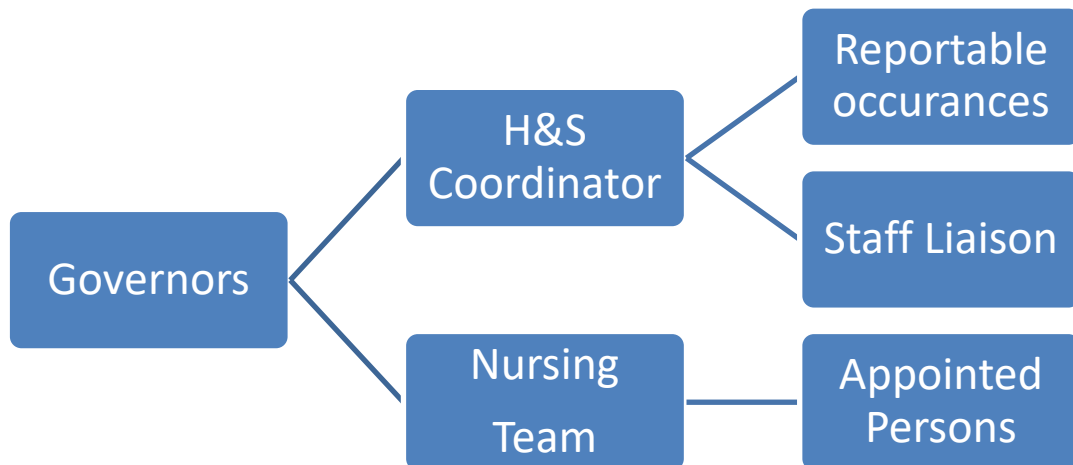 Governors
H&S
Coordinator
Nursing
Team
Reportable
occurances
Staff Liaison
Appointed
Persons